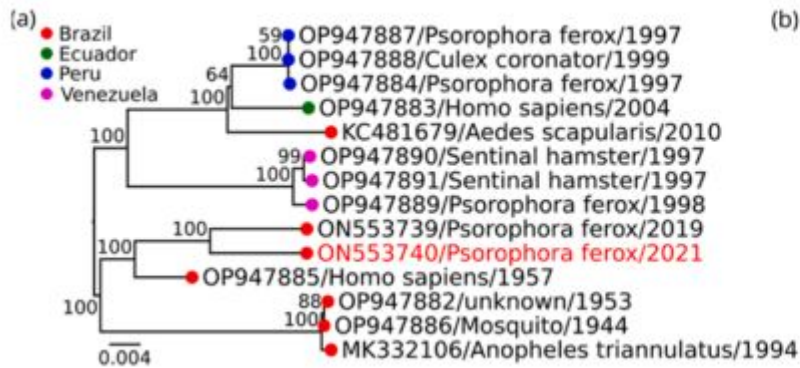 (a)
(b)
Brazil
Ecuador
Peru
Venezuela
59
OP947887/Psorophora ferox/1997
100
OP947888/Culex coronator/1999
OP947884/Psorophora ferox/1997
64
100
OP947883/Homo sapiens/2004
KC481679/Aedes scapularis/2010
100
99
OP947890/Sentinal hamster/1997
100
OP947891/Sentinal hamster/1997
OP947889/Psorophora ferox/1998
100
ON553739/Psorophora ferox/2019
100
ON553740/Psorophora ferox/2021
OP947885/Homo sapiens/1957
100
88
OP947882/unknown/1953
100
OP947886/Mosquito/1944
MK332106/Anopheles triannulatus/1994
0.004